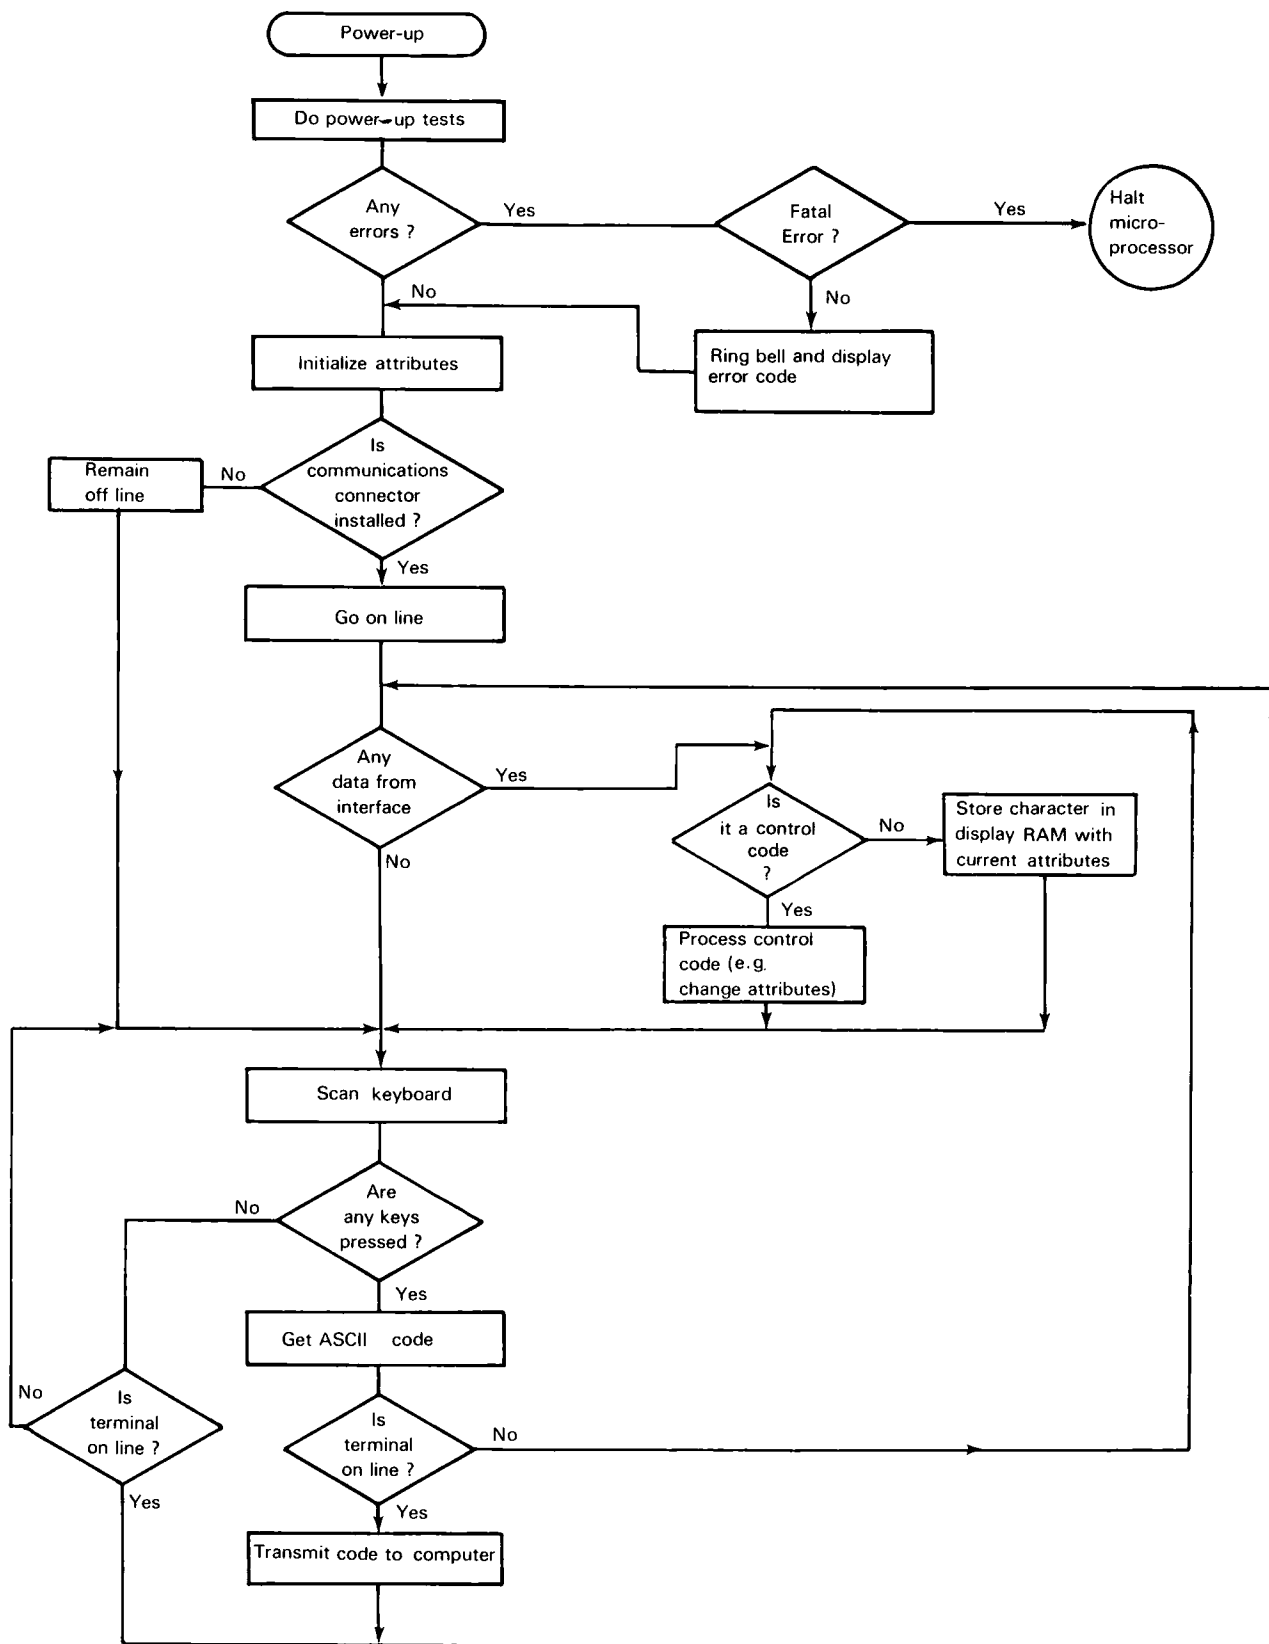 Power-up
Do power-up tests
Any
errors ?
Yes
Fatal
Error ?
Yes
Halt
micro-
processor
No
No
Initialize attributes
Ring bell and display
error code
Is
communications
connector
installed ?
No
Remain
off line
Yes
Go on line
Any
data from
interface
Yes
Is
it a control
code
?
No
Store character in
display RAM with
current attributes
No
Yes
Process control
code (e.g.
change attributes)
Scan keyboard
Are
any keys
pressed ?
No
Yes
Get ASCII code
No
Is
terminal
on line ?
Is
terminal
on line ?
No
Yes
Yes
Transmit code to computer